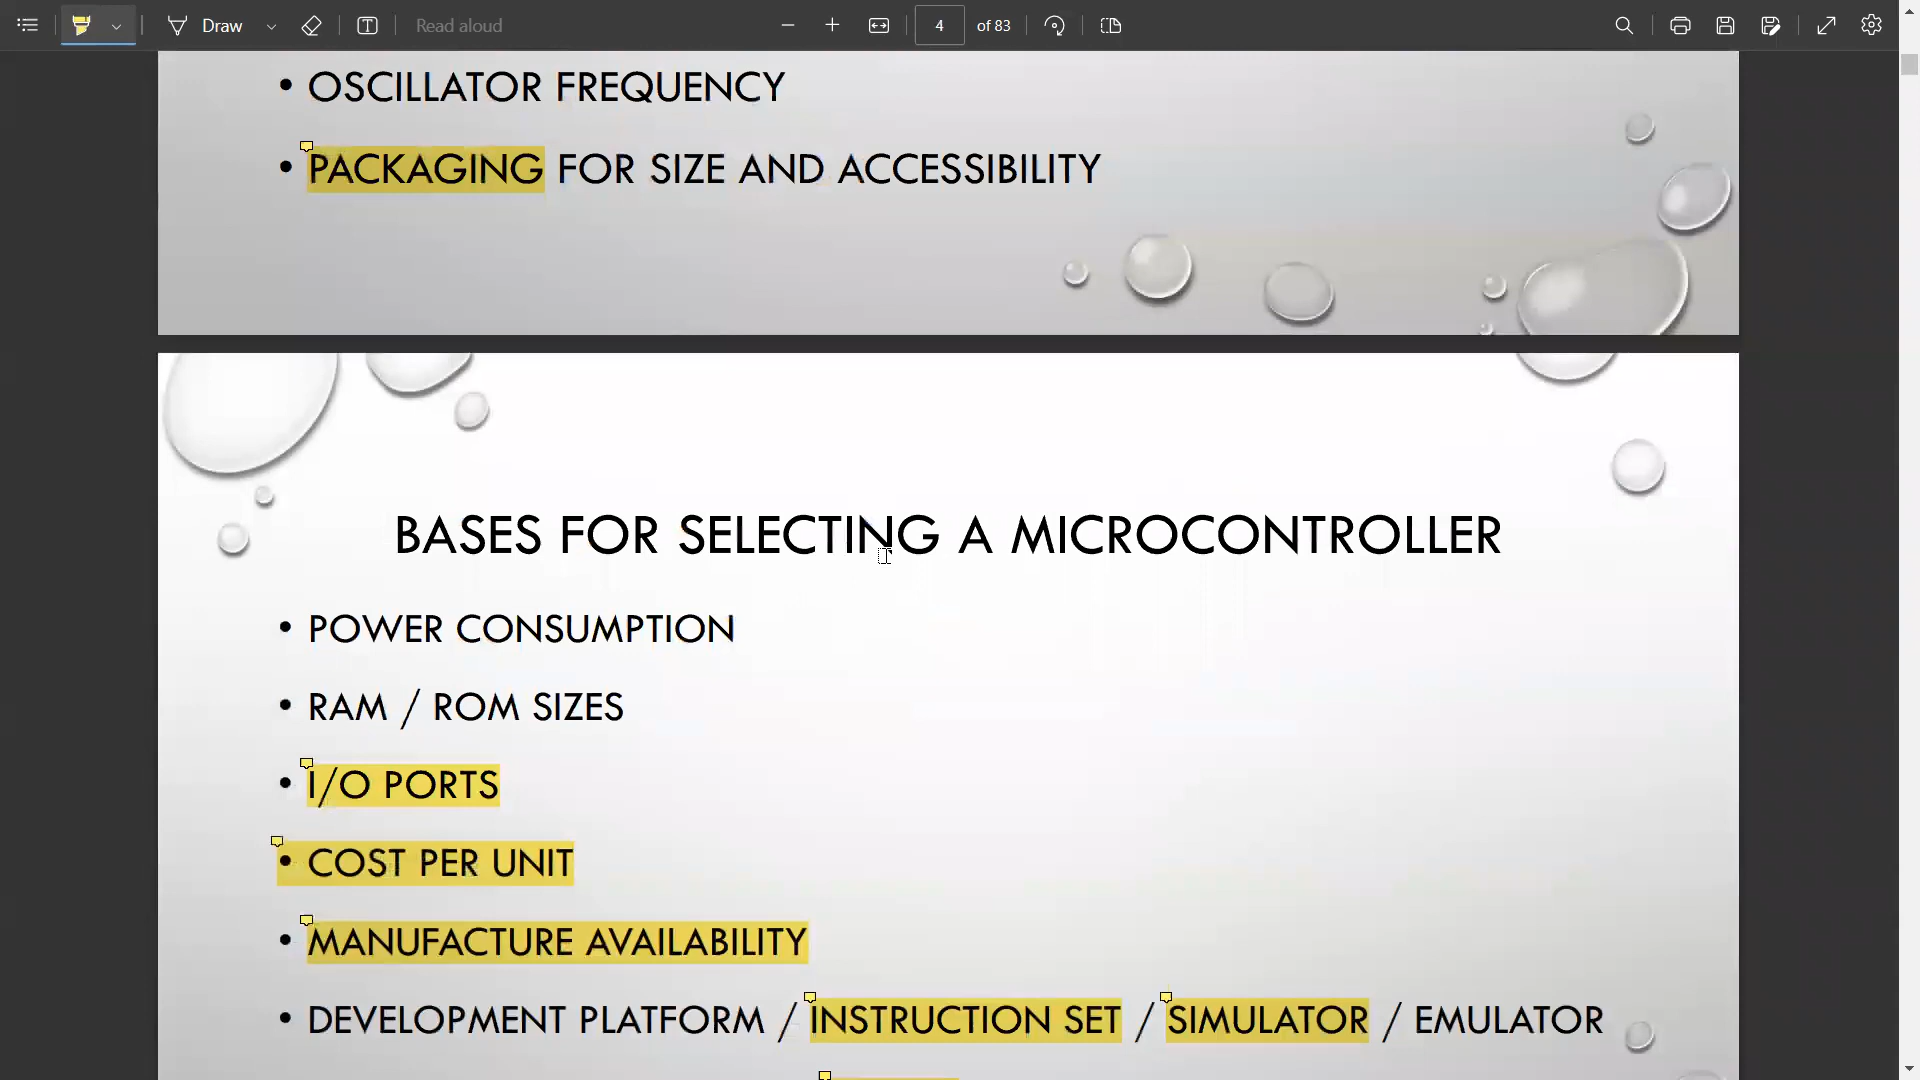 Draw
Read aloud
4 of 83
• OSCILLATOR FREQUENCY
• PACKAGING FOR SIZE AND ACCESSIBILITY
BASES FOR SELECTING A MICROCONTROLLER
• POWER CONSUMPTION
• RAM / ROM SIZES
• I/O PORTS
• COST PER UNIT
• MANUFACTURE AVAILABILITY
• DEVELOPMENT PLATFORM / INSTRUCTION SET / SIMULATOR / EMULATOR